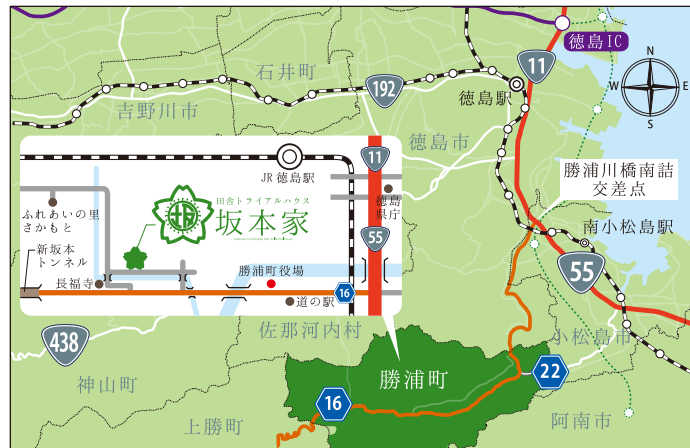 徳島IC
石井町
11
N
W
E
S
192
徳島駅
吉野川市
徳島市
11
JR徳島駅
勝浦川橋南詰
交差点
田舎トライアルハウス
坂本家
徳島
県庁
ふれあいの里
さかもと
南小松島駅
新坂本
トンネル
55
55
長福寺
勝浦町役場
16
道の駅
佐那河内村
小松島市
438
勝浦町
22
神山町
16
上勝町
阿南市